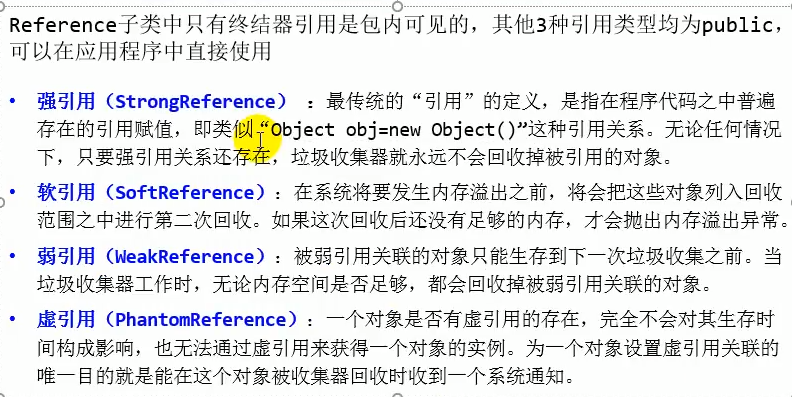 Reference子类中只有终结器引用是包内可见的，其他3种引用类型均为public，
可以在应用程序中直接使用
• 强引用（StrongReference）：最传统的“引用”的定义，是指在程序代码之中普遍
存在的引用赋值，即类似“Object obj=new Object()”这种引用关系。无论任何情况
下，只要强引用关系还存在，垃圾收集器就永远不会回收掉被引用的对象。
• 软引用（SoftReference）：在系统将要发生内存溢出之前，将会把这些对象列入回收
范围之中进行第二次回收。如果这次回收后还没有足够的内存，才会抛出内存溢出异常。
• 弱引用（WeakReference）：被弱引用关联的对象只能生存到下一次垃圾收集之前。当
垃圾收集器工作时，无论内存空间是否足够，都会回收掉被弱引用关联的对象。
• 虚引用（PhantomReference）：一个对象是否有虚引用的存在，完全不会对其生存时
间构成影响，也无法通过虚引用来获得一个对象的实例。为一个对象设置虚引用关联的
唯一目的就是能在这个对象被收集器回收时收到一个系统通知。